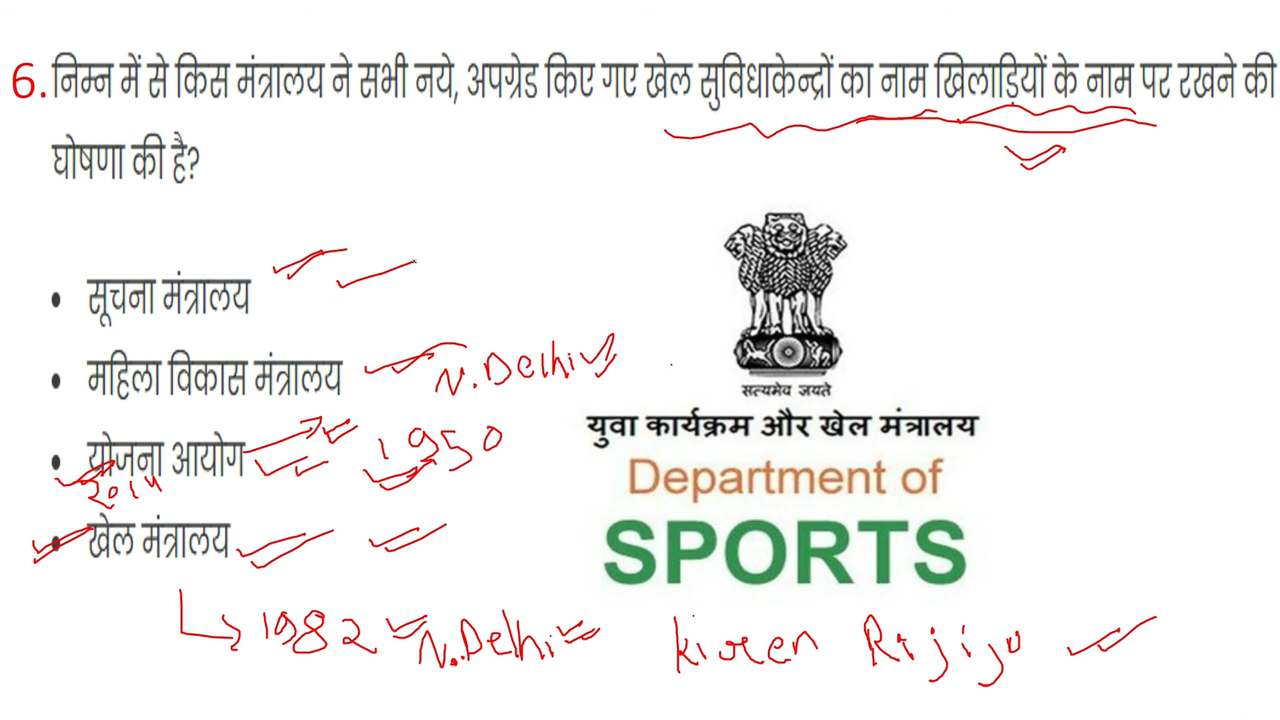 6. निम्न में से किस मंत्रालय ने सभी नये, अपग्रेड किए गए खेल सुविधाकेन्द्रों का नाम खिलाड़ियों के नाम पर रखने की
घोषणा की है?
• सूचना मंत्रालय
• महिला विकास मंत्रालय
N. Delhi
• योजना आयोग
1950
2014
• खेल मंत्रालय
सत्यमेव जयते
युवा कार्यक्रम और खेल मंत्रालय
Department of
SPORTS
1982 N. Delhi Kiren Rijiju